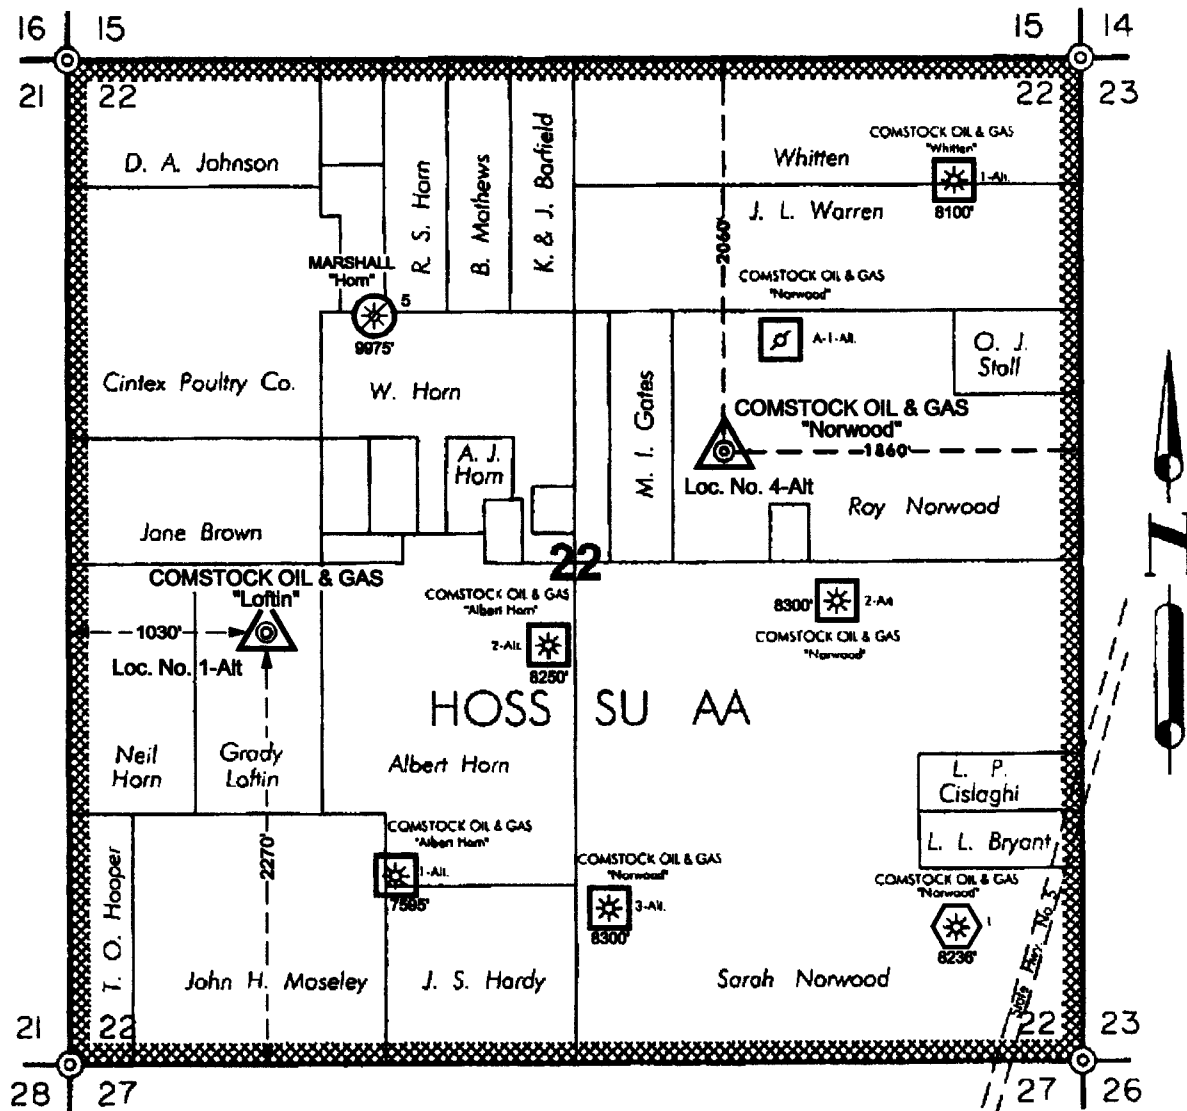 16 15
15 14
21 22
22 23
COMSTOCK OIL & GAS
"Whitten"
1-Alt.
8100'
D. A. Johnson
Whitten
R. S. Horn
B. Mathews
K. & J. Barfield
J. L. Warren
2060'
MARSHALL
"Horn"
5
9975'
COMSTOCK OIL & GAS
"Norwood"
A-1-Alt.
O. J.
Stall
Cintex Poultry Co.
W. Horn
M. I. Gates
COMSTOCK OIL & GAS
"Norwood"
1860'
Loc. No. 4-Alt
A. J.
Horn
Roy Norwood
Jane Brown
22
COMSTOCK OIL & GAS
"Loftin"
1030'
Loc. No. 1-Alt
COMSTOCK OIL & GAS
"Albert Horn"
2-Alt.
8250'
8300'
2-Alt
COMSTOCK OIL & GAS
"Norwood"
N
HOSS SU AA
Neil
Horn
Grady
Loftin
Albert Horn
L. P.
Cislaghi
L. L. Bryant
2270'
COMSTOCK OIL & GAS
"Albert Horn"
1-Alt.
7595'
COMSTOCK OIL & GAS
"Norwood"
3-Alt.
8300'
COMSTOCK OIL & GAS
"Norwood"
1
8236'
T. O. Hooper
John H. Moseley
J. S. Hardy
Sarah Norwood
State Hwy. No. 5
21 22
22 23
28 27
27 26